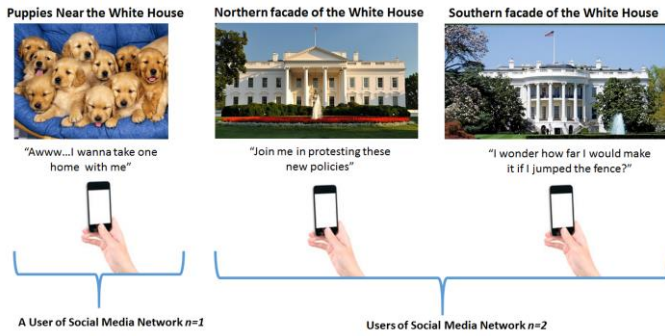 Puppies Near the White House
Northern facade of the White House
Southern facade of the White House
“Awww...I wanna take one
home with me”
“Join me in protesting these
new policies”
“I wonder how far I would make
it if I jumped the fence?”
A User of Social Media Network n=1
Users of Social Media Network n=2